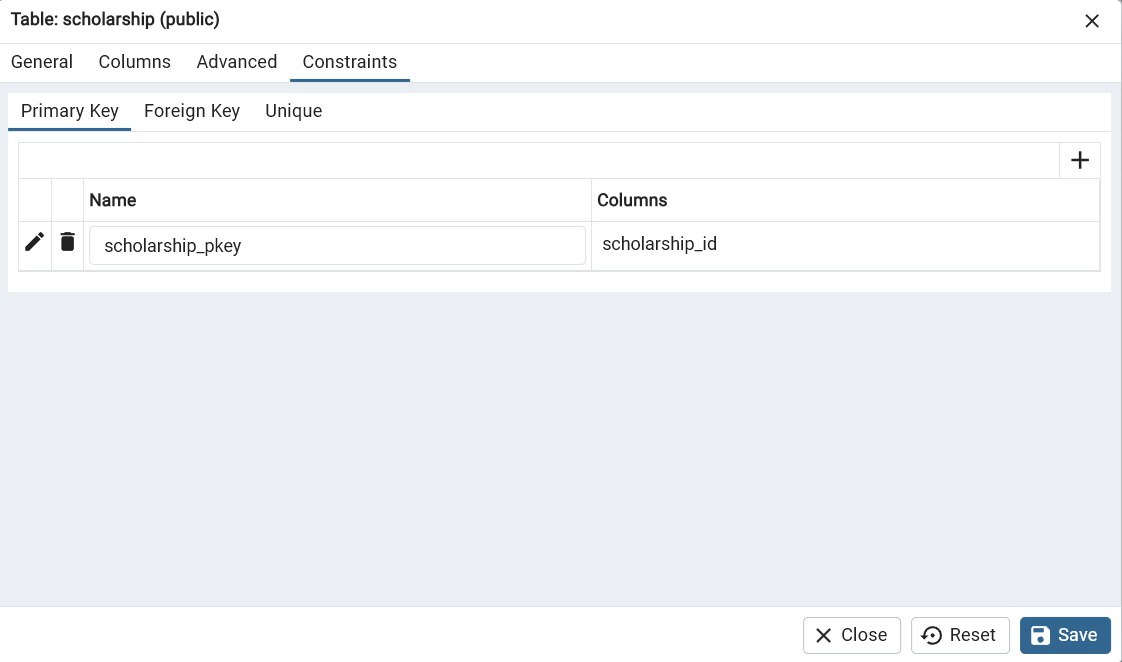 Table: scholarship (public)
General Columns Advanced Constraints
Primary Key Foreign Key Unique
Name Columns
scholarship_pkey scholarship_id
Close Reset Save